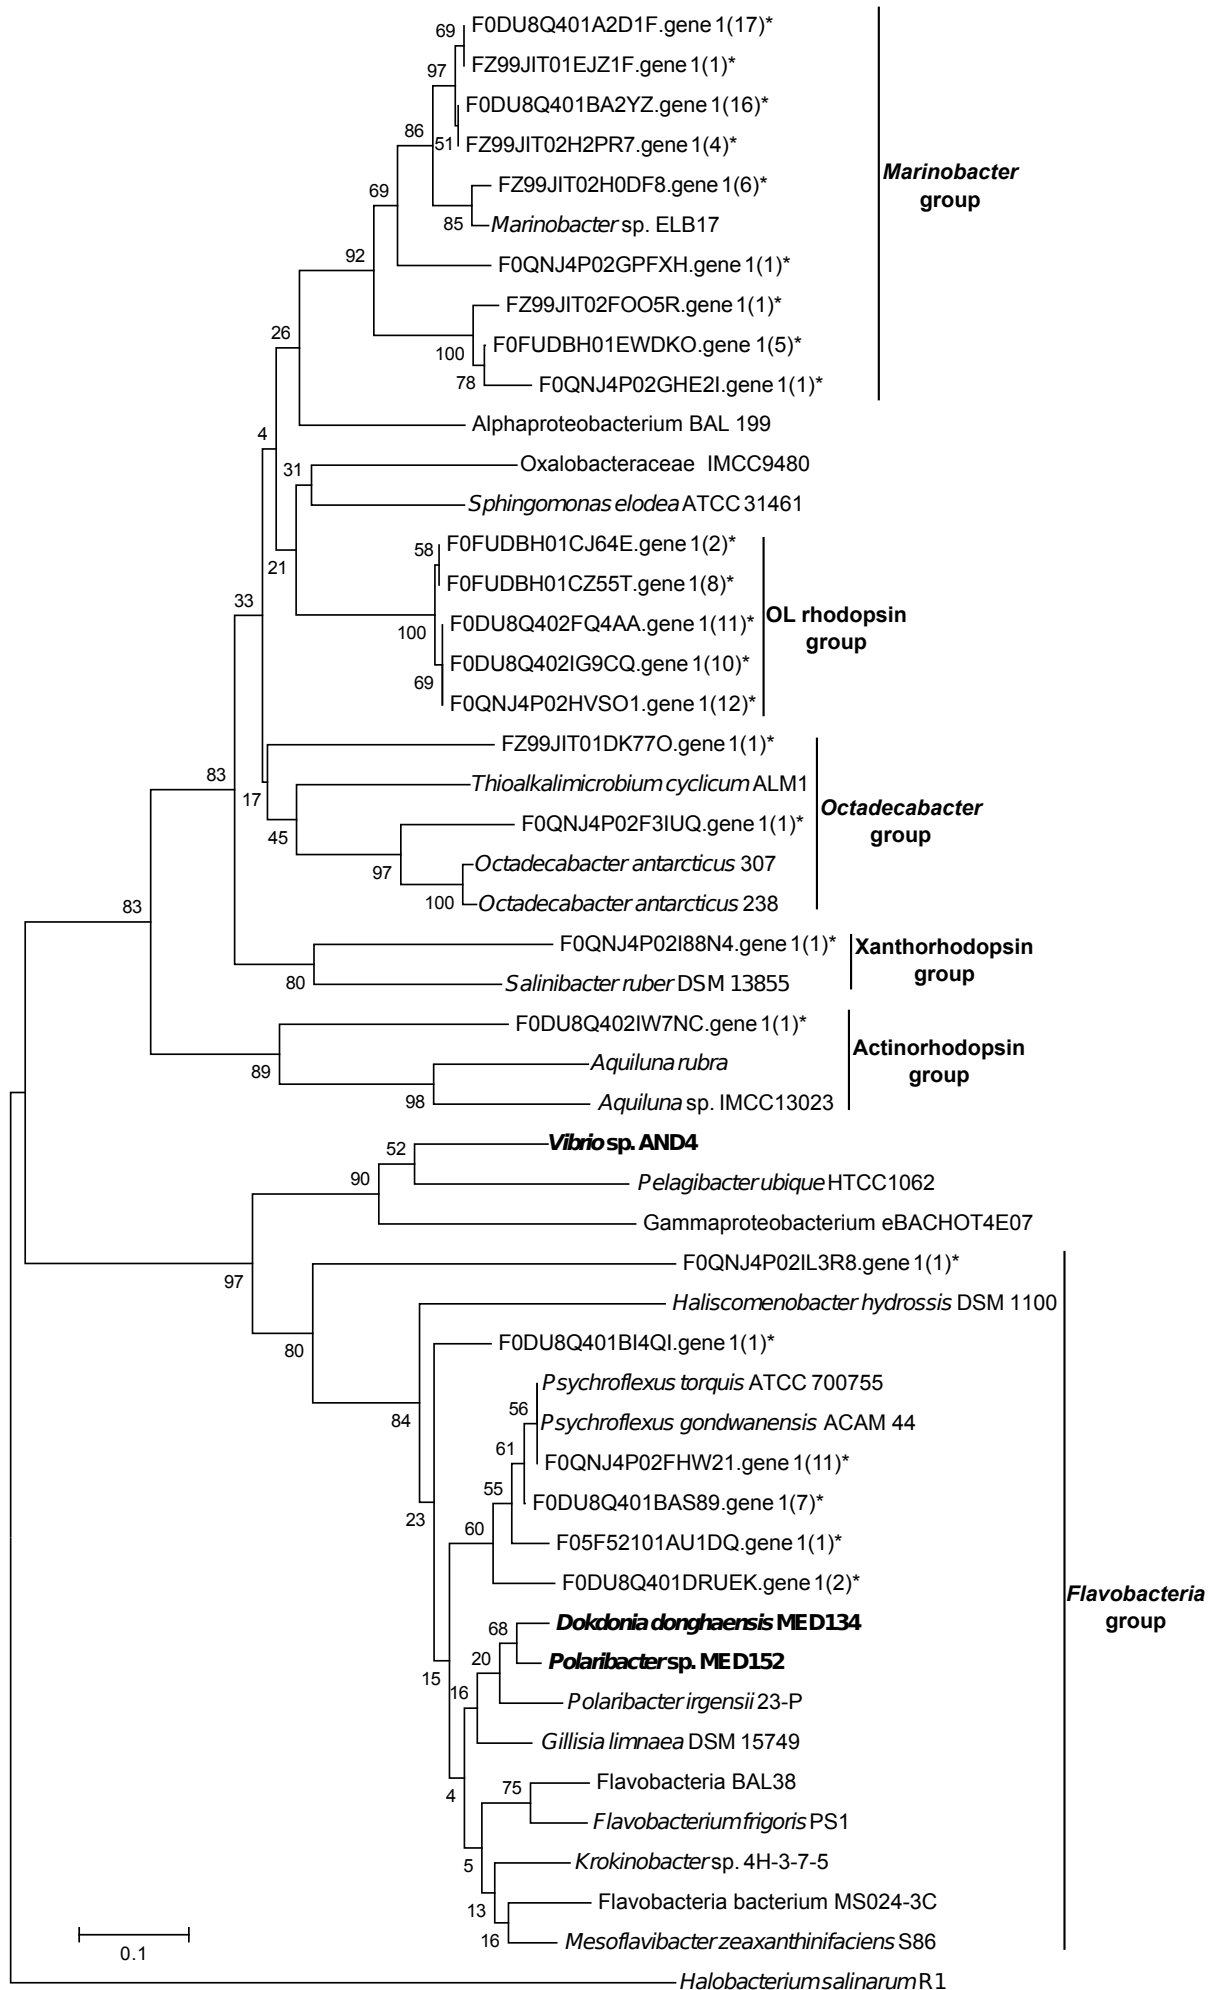 F0DU8Q401A2D1F.gene 1(17)*
69
FZ99JIT01EJZ1F.gene 1(1)*
97
F0DU8Q401BA2YZ.gene 1(16)*
86
51
FZ99JIT02H2PR7.gene 1(4)*
Marinobacter
group
69
FZ99JIT02H0DF8.gene 1(6)*
85
Marinobacter sp. ELB17
92
F0QNJ4P02GPFXH.gene 1(1)*
FZ99JIT02FOO5R.gene 1(1)*
26
F0FUDBH01EWDKO.gene 1(5)*
100
78
F0QNJ4P02GHE2I.gene 1(1)*
Alphaproteobacterium BAL 199
4
31
Oxalobacteraceae IMCC9480
Sphingomonas elodea ATCC 31461
F0FUDBH01CJ64E.gene 1(2)*
58
21
F0FUDBH01CZ55T.gene 1(8)*
33
OL rhodopsin
group
100
F0DU8Q402FQ4AA.gene 1(11)*
F0DU8Q402IG9CQ.gene 1(10)*
69
F0QNJ4P02HVSO1.gene 1(12)*
FZ99JIT01DK77O.gene 1(1)*
83
17
Thioalkalimicrobium cyclicum ALM1
Octadecabacter
group
45
F0QNJ4P02F3IUQ.gene 1(1)*
97
Octadecabacter antarcticus 307
100
Octadecabacter antarcticus 238
83
F0QNJ4P02I88N4.gene 1(1)*
Xanthorhodopsin
group
80
Salinibacter ruber DSM 13855
F0DU8Q402IW7NC.gene 1(1)*
Actinorhodopsin
group
89
Aquiluna rubra
98
Aquiluna sp. IMCC13023
52
Vibrio sp. AND4
90
Pelagibacter ubique HTCC1062
Gammaproteobacterium eBACHOT4E07
97
F0QNJ4P02IL3R8.gene 1(1)*
Haliscomenobacter hydrossis DSM 1100
80
F0DU8Q401BI4QI.gene 1(1)*
84
Psychroflexus torquis ATCC 700755
56
Psychroflexus gondwanensis ACAM 44
61
F0QNJ4P02FHW21.gene 1(11)*
55
F0DU8Q401BAS89.gene 1(7)*
23
60
F05F52101AU1DQ.gene 1(1)*
F0DU8Q401DRUEK.gene 1(2)*
Flavobacteria
group
68
Dokdonia donghaensis MED134
20
Polaribacter sp. MED152
15
16
Polaribacter irgensii 23-P
Gillisia limnaea DSM 15749
4
75
Flavobacteria BAL38
Flavobacterium frigoris PS1
5
Krokinobacter sp. 4H-3-7-5
13
Flavobacteria bacterium MS024-3C
16
Mesoflavibacter zeaxanthinifaciens S86
0.1
Halobacterium salinarum R1